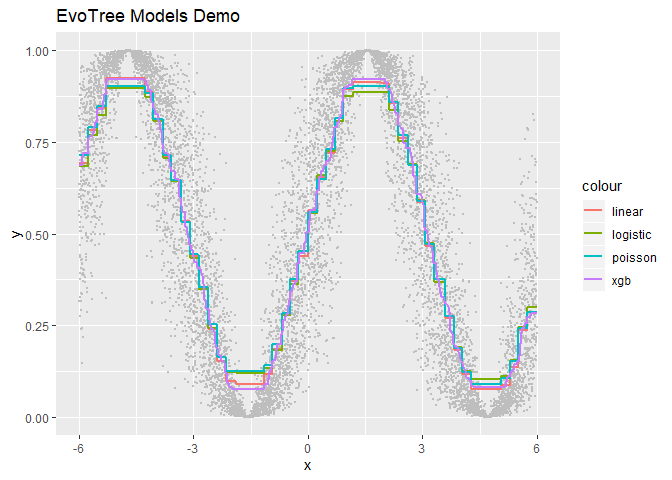 EvoTree Models Demo
1.00
0.75
0.50
0.25
0.00
y
-6
-3
0
3
6
x
colour
linear
logistic
poisson
xgb